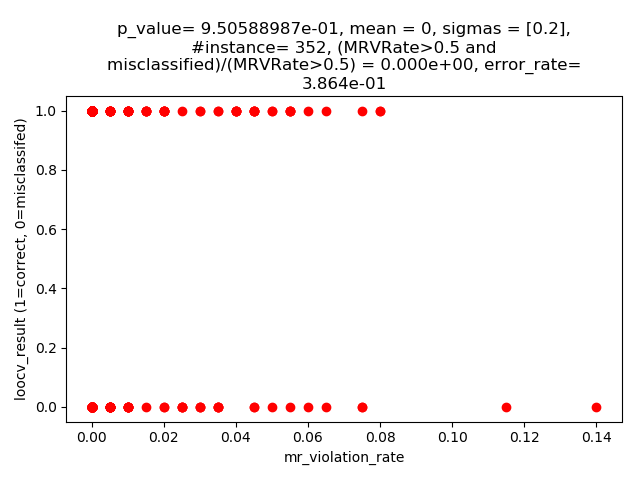 p_value= 9.50588987e-01, mean = 0, sigmas = [0.2],
#instance= 352, (MRVRate>0.5 and
misclassified)/(MRVRate>0.5) = 0.000e+00, error_rate=
3.864e-01
loocv_result (1=correct, 0=misclassifed)
1.0
0.8
0.6
0.4
0.2
0.0
0.00 0.02 0.04 0.06 0.08 0.10 0.12 0.14
mr_violation_rate